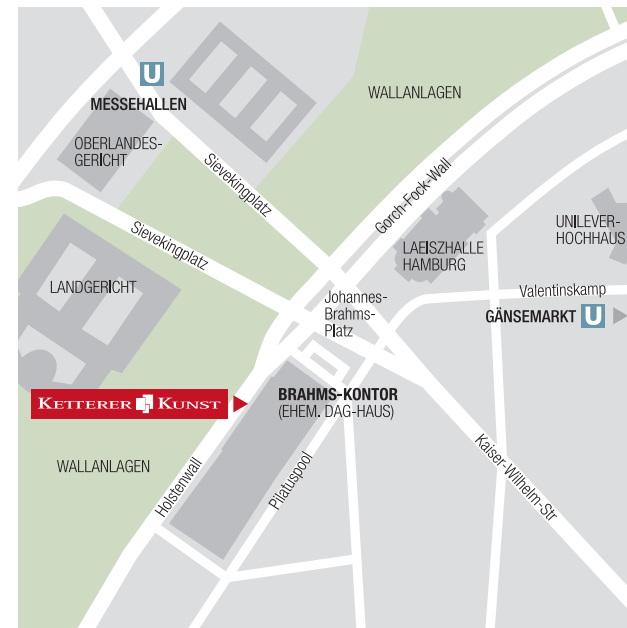 U
MESSEHALLEN
WALLANLAGEN
OBERLANDES-
GERICHT
Sievekingplatz
Gorch-Fock-Wall
Sievekingplatz
LAEISZHALLE
HAMBURG
UNILEVER-
HOCHHAUS
LANDGERICHT
Johannes-
Brahms-
Platz
Valentinskamp
GÄNSEMARKT U
KETTERER KUNST
BRAHMS-KONTOR
(EHEM. DAG-HAUS)
WALLANLAGEN
Holstenwall
Pilatuspool
Kaiser-Wilhelm-Str